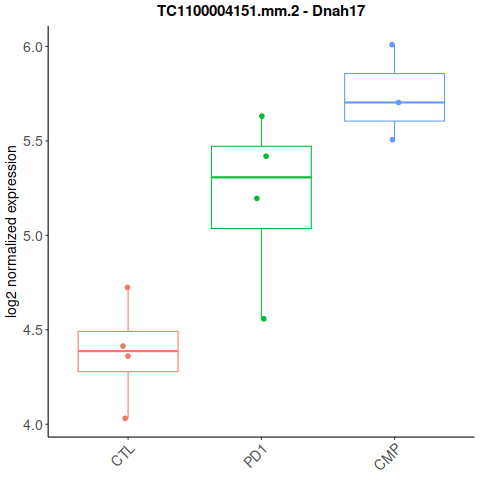 TC1100004151.mm.2 - Dnah17
log2 normalized expression
6.0
5.5
5.0
4.5
4.0
CTL
PD1
CMP